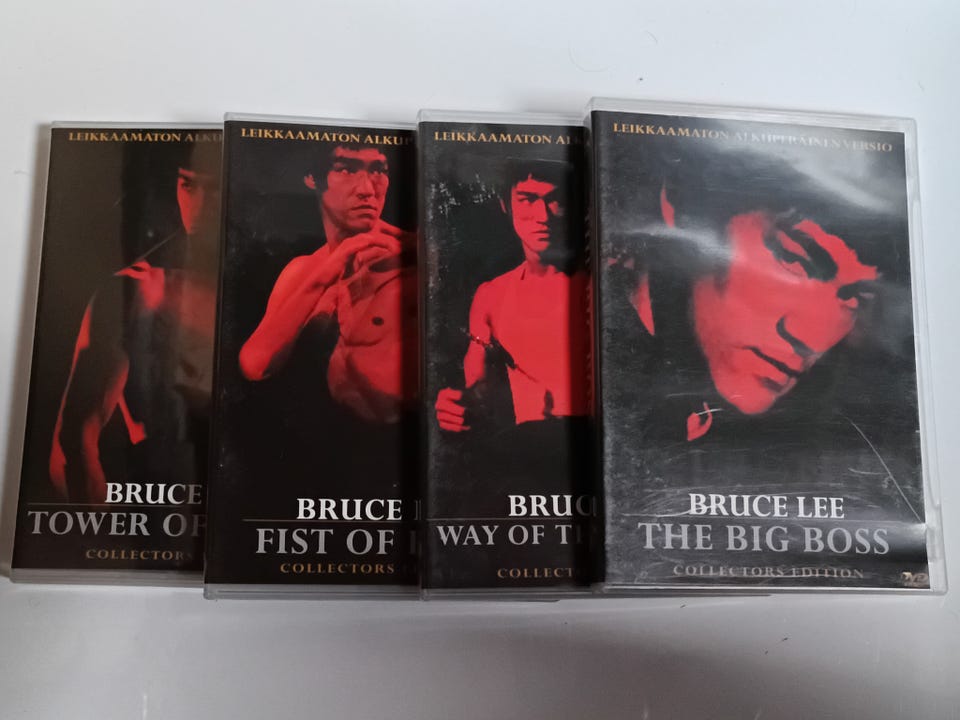 LEIKKAAMATON ALKU
BRUCE
TOWER OF
COLLECTORS
LEIKKAAMATON ALKUP
BRUCE
FIST OF
COLLECTORS
LEIKKAAMATON AL
BRUC
WAY OF T
COLLECT
LEIKKAAMATON ALKUPERÄINEN VERSIO
BRUCE LEE
THE BIG BOSS
COLLECTORS EDITION
DVD